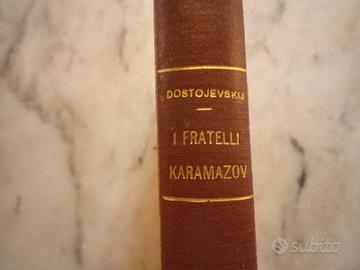 DOSTOJEVSKIJ
I FRATELLI
KARAMAZOV
subito